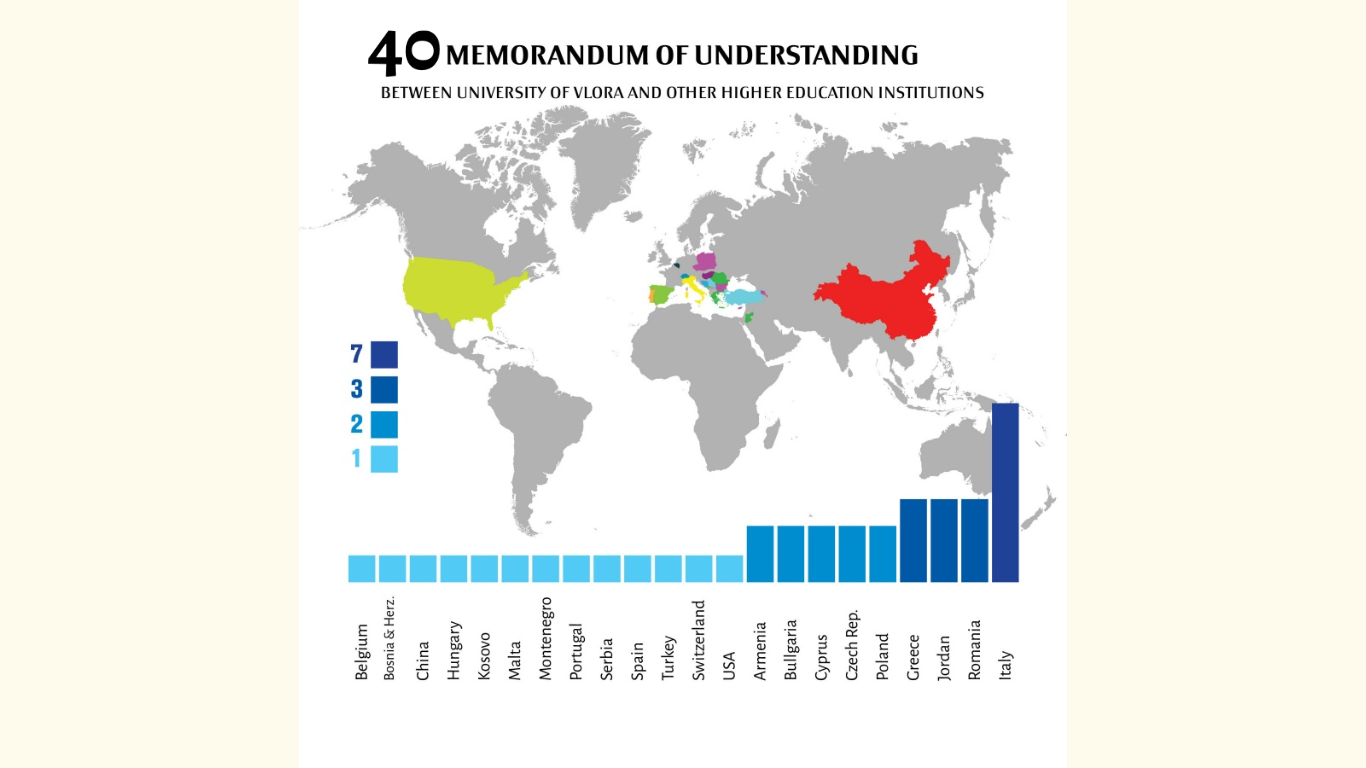 40 MEMORANDUM OF UNDERSTANDING
BETWEEN UNIVERSITY OF VLORA AND OTHER HIGHER EDUCATION INSTITUTIONS
7
3
2
1
Belgium
Bosnia & Herz.
China
Hungary
Kosovo
Malta
Montenegro
Portugal
Serbia
Spain
Turkey
Switzerland
USA
Armenia
Bullgaria
Cyprus
Czech Rep.
Poland
Greece
Jordan
Romania
Italy